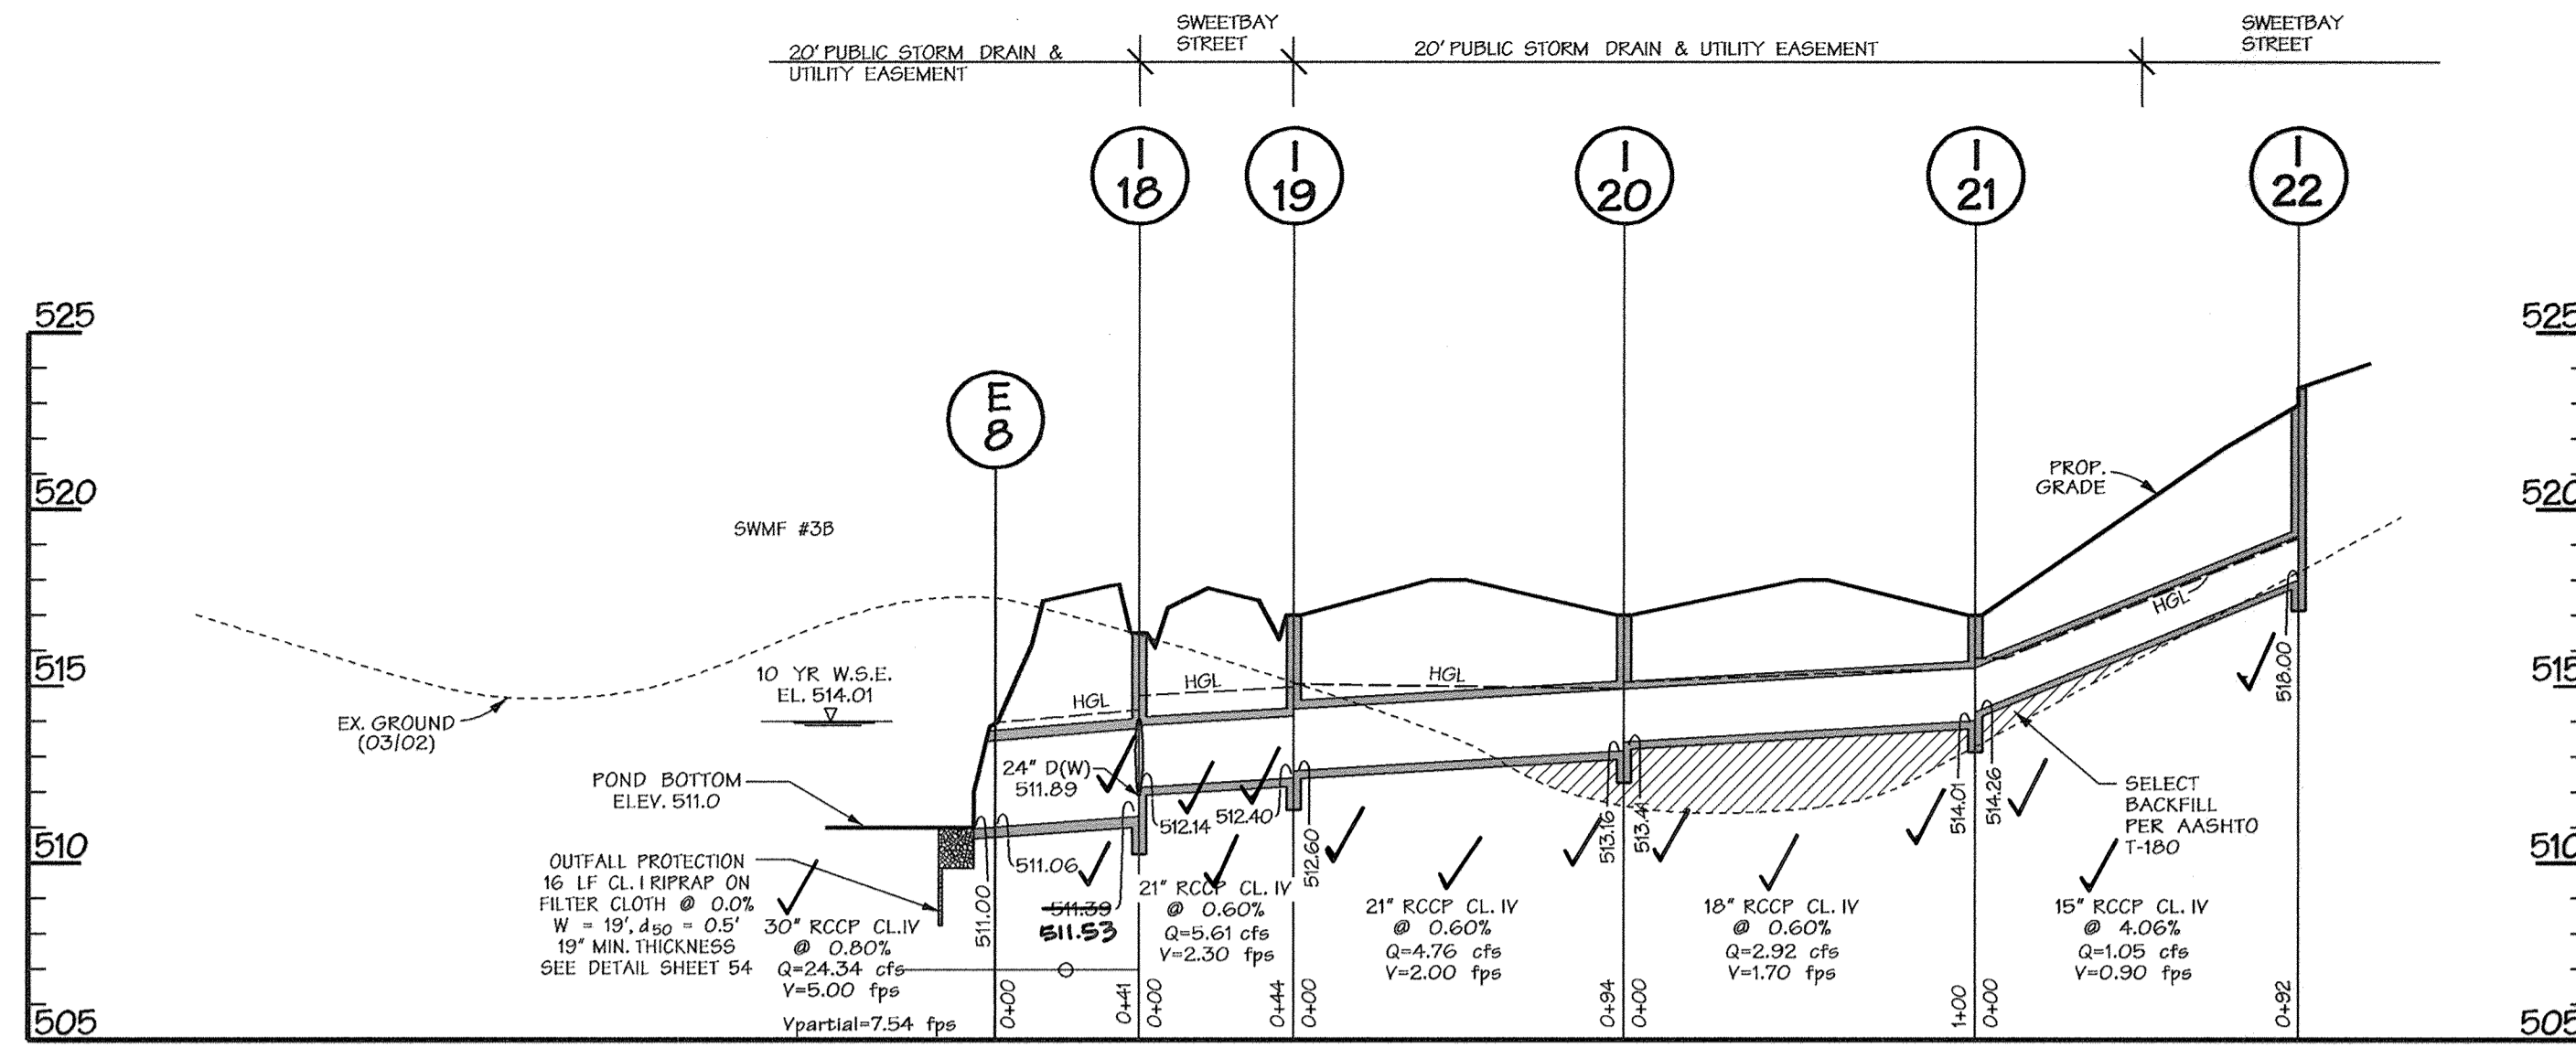 SWEETBAY
STREET
SWEETBAY
STREET
20' PUBLIC STORM DRAIN &
UTILITY EASEMENT
20' PUBLIC STORM DRAIN & UTILITY EASEMENT
I
18
I
19
I
20
I
21
I
22
525
525
E
8
520
520
PROP.
GRADE
SWMF #3B
HGL
515
515
10 YR W.S.E.
EL. 514.01
HGL
HGL
HGL
EX. GROUND
(03/02)
518.00
POND BOTTOM
ELEV. 511.0
24" D(W)
511.89
512.14
512.40
512.60
513.16
513.4
514.01
514.26
SELECT
BACKFILL
PER AASHTO
T-180
510
510
OUTFALL PROTECTION
16 LF CL. I RIPRAP ON
FILTER CLOTH @ 0.0%
W = 19', d50 = 0.5'
19" MIN. THICKNESS
SEE DETAIL SHEET 54
511.00
511.06
511.39
511.53
30" RCCP CL.IV
@ 0.80%
Q=24.34 cfs
V=5.00 fps
Vpartial=7.54 fps
21" RCCP CL. IV
@ 0.60%
Q=5.61 cfs
V=2.30 fps
21" RCCP CL. IV
@ 0.60%
Q=4.76 cfs
V=2.00 fps
18" RCCP CL. IV
@ 0.60%
Q=2.92 cfs
V=1.70 fps
15" RCCP CL. IV
@ 4.06%
Q=1.05 cfs
V=0.90 fps
505
505
0+00
0+41
0+00
0+44
0+00
0+94
0+00
1+00
0+00
0+92